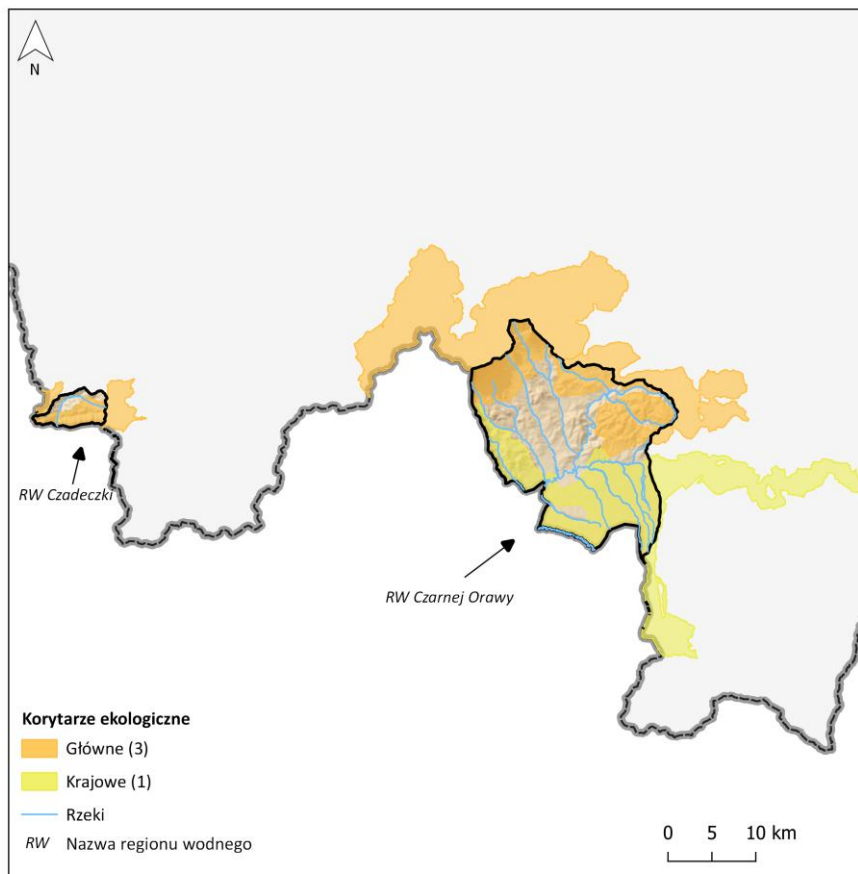 N
RW Czadeczki
RW Czarnej Orawy
Korytarze ekologiczne
Główne (3)
Krajowe (1)
Rzeki
RW Nazwa regionu wodnego
0 5 10 km